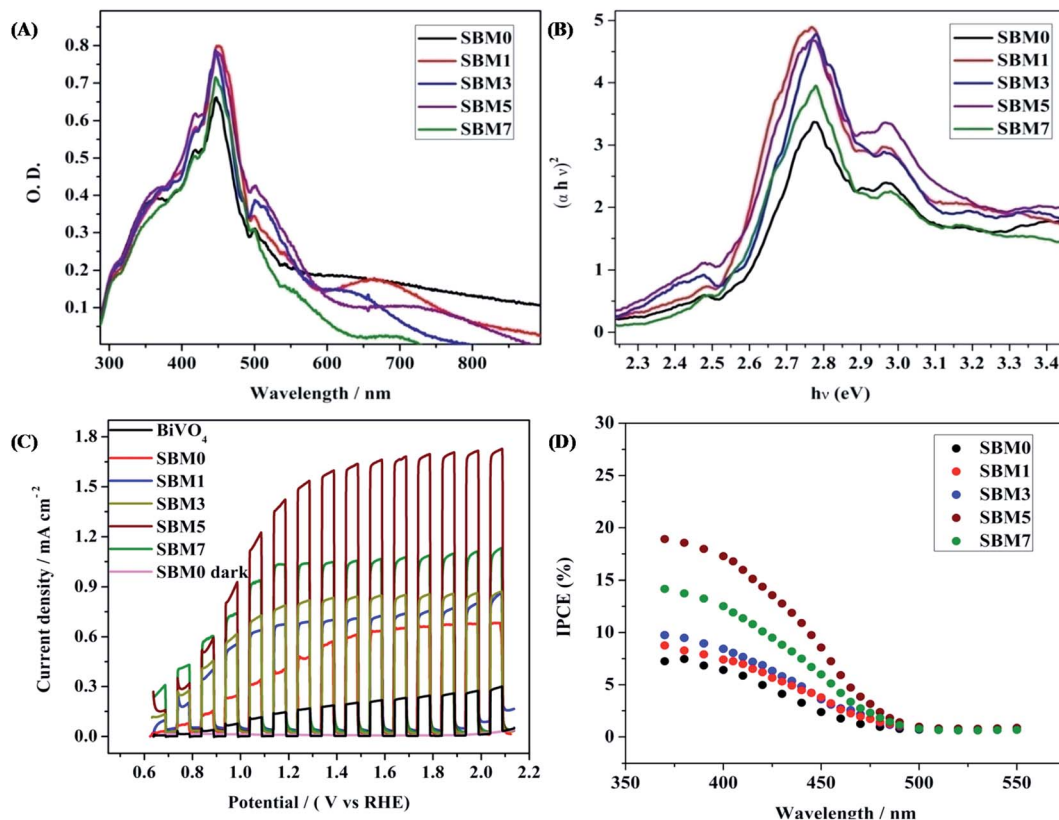 (A)
SBM0
SBM1
SBM3
SBM5
SBM7
0.8
0.7
0.6
0.5
0.4
0.3
0.2
0.1
O. D.
300 400 500 600 700 800
Wavelength / nm
(B)
SBM0
SBM1
SBM3
SBM5
SBM7
5
4
3
2
1
0
(α h ν)²
2.3 2.4 2.5 2.6 2.7 2.8 2.9 3.0 3.1 3.2 3.3 3.4
hν (eV)
(C)
BiVO₄
SBM0
SBM1
SBM3
SBM5
SBM7
SBM0 dark
1.8
1.5
1.2
0.9
0.6
0.3
0.0
Current density / mA cm⁻²
0.6 0.8 1.0 1.2 1.4 1.6 1.8 2.0 2.2
Potential / ( V vs RHE)
(D)
SBM0
SBM1
SBM3
SBM5
SBM7
30
25
20
15
10
5
0
IPCE (%)
350 400 450 500 550
Wavelength / nm